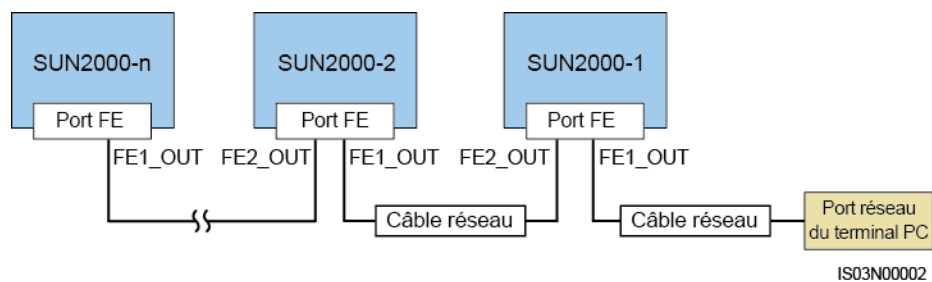 SUN2000-n
SUN2000-2
SUN2000-1
Port FE
Port FE
Port FE
FE1_OUT
FE2_OUT
FE1_OUT
FE2_OUT
FE1_OUT
Câble réseau
Câble réseau
Port réseau
du terminal PC
IS03N00002